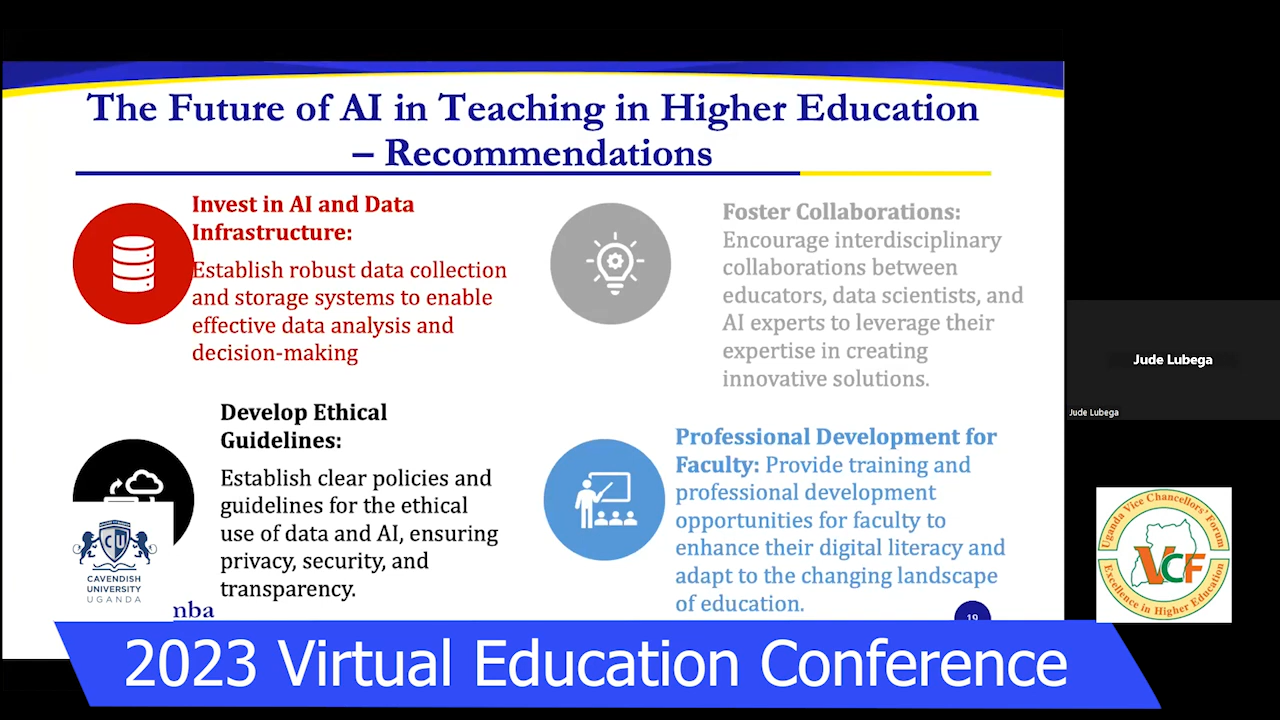 The Future of AI in Teaching in Higher Education
– Recommendations
Invest in AI and Data
Infrastructure:
Establish robust data collection
and storage systems to enable
effective data analysis and
decision-making
Foster Collaborations:
Encourage interdisciplinary
collaborations between
educators, data scientists, and
AI experts to leverage their
expertise in creating
innovative solutions.
Develop Ethical
Guidelines:
Establish clear policies and
guidelines for the ethical
use of data and AI, ensuring
privacy, security, and
transparency.
Professional Development for
Faculty: Provide training and
professional development
opportunities for faculty to
enhance their digital literacy and
adapt to the changing landscape
of education.
Jude Lubega
Jude Lubega
CU
CAVENDISH
UNIVERSITY
UGANDA
mba
19
Uganda Vice Chancellors' Forum
VCF
Excellence in Higher Education
2023 Virtual Education Conference